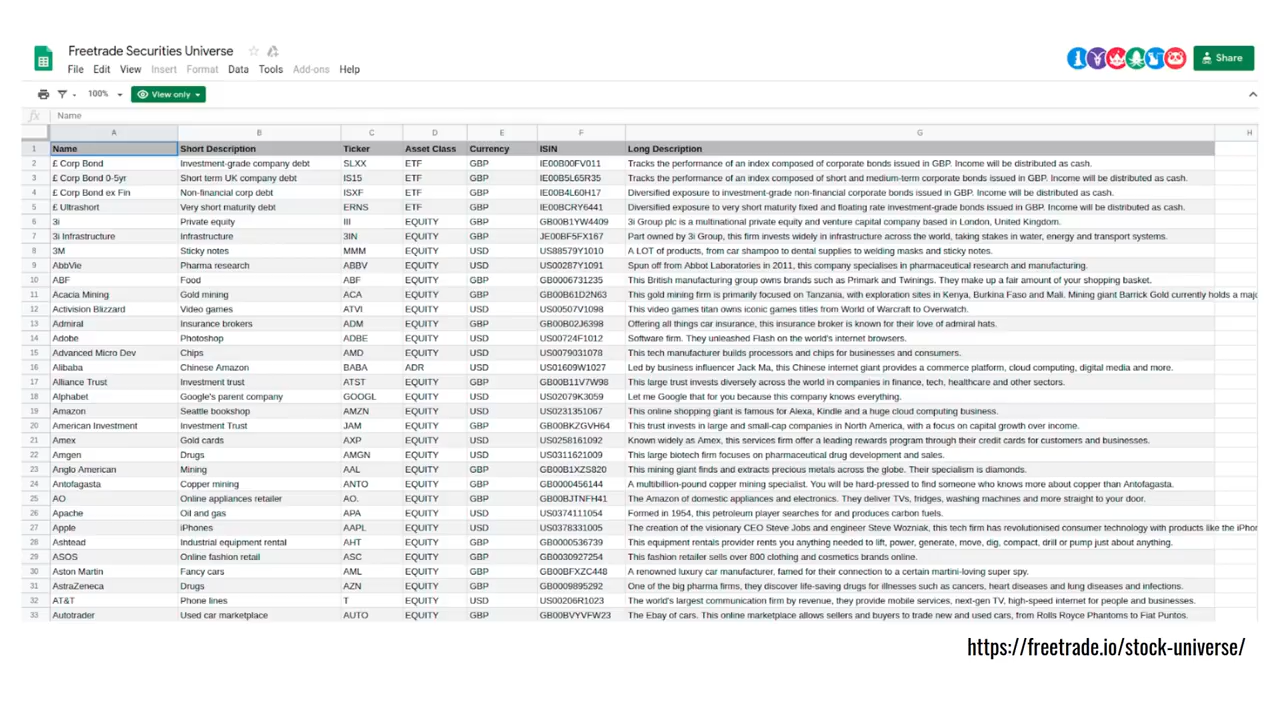 Freetrade Securities Universe
File Edit View Insert Format Data Tools Add-ons Help
Share
100% View only
fx Name
A B C D E F G H
1 Name Short Description Ticker Asset Class Currency ISIN Long Description
2 £ Corp Bond Investment-grade company debt SLXX ETF GBP IE00B00FV011 Tracks the performance of an index composed of corporate bonds issued in GBP. Income will be distributed as cash.
3 £ Corp Bond 0-5yr Short term UK company debt IS15 ETF GBP IE00B5L65R35 Tracks the performance of an index composed of short and medium-term corporate bonds issued in GBP. Income will be distributed as cash.
4 £ Corp Bond ex Fin Non-financial corp debt ISXF ETF GBP IE00B4L60H17 Diversified exposure to investment-grade non-financial corporate bonds issued in GBP. Income will be distributed as cash.
5 £ Ultrashort Very short maturity debt ERNS ETF GBP IE00BCRY6441 Diversified exposure to very short maturity fixed and floating rate investment-grade bonds issued in GBP. Income will be distributed as cash.
6 3i Private equity III EQUITY GBP GB00B1YW4409 3i Group plc is a multinational private equity and venture capital company based in London, United Kingdom.
7 3i Infrastructure Infrastructure 3IN EQUITY GBP JE00BF5FX167 Part owned by 3i Group, this firm invests widely in infrastructure across the world, taking stakes in water, energy and transport systems.
8 3M Sticky notes MMM EQUITY USD US88579Y1010 A LOT of products, from car shampoo to dental supplies to welding masks and sticky notes.
9 AbbVie Pharma research ABBV EQUITY USD US00287Y1091 Spun off from Abbot Laboratories in 2011, this company specialises in pharmaceutical research and manufacturing.
10 ABF Food ABF EQUITY GBP GB0006731235 This British manufacturing group owns brands such as Primark and Twinings. They make up a fair amount of your shopping basket.
11 Acacia Mining Gold mining ACA EQUITY GBP GB00B61D2N63 This gold mining firm is primarily focused on Tanzania, with exploration sites in Kenya, Burkina Faso and Mali. Mining giant Barrick Gold currently holds a majo
12 Activision Blizzard Video games ATVI EQUITY USD US00507V1098 This video games titan owns iconic games titles from World of Warcraft to Overwatch.
13 Admiral Insurance brokers ADM EQUITY GBP GB00B02J6398 Offering all things car insurance, this insurance broker is known for their love of admiral hats.
14 Adobe Photoshop ADBE EQUITY USD US00724F1012 Software firm. They unleashed Flash on the world's internet browsers.
15 Advanced Micro Dev Chips AMD EQUITY USD US0079031078 This tech manufacturer builds processors and chips for businesses and consumers.
16 Alibaba Chinese Amazon BABA ADR USD US01609W1027 Led by business influencer Jack Ma, this Chinese internet giant provides a commerce platform, cloud computing, digital media and more.
17 Alliance Trust Investment trust ATST EQUITY GBP GB00B11V7W98 This large trust invests diversely across the world in companies in finance, tech, healthcare and other sectors.
18 Alphabet Google's parent company GOOGL EQUITY USD US02079K3059 Let me Google that for you because this company knows everything.
19 Amazon Seattle bookshop AMZN EQUITY USD US0231351067 This online shopping giant is famous for Alexa, Kindle and a huge cloud computing business.
20 American Investment Investment Trust JAM EQUITY GBP GB00BKZGVH64 This trust invests in large and small-cap companies in North America, with a focus on capital growth over income.
21 Amex Gold cards AXP EQUITY USD US0258161092 Known widely as Amex, this services firm offer a leading rewards program through their credit cards for customers and businesses.
22 Amgen Drugs AMGN EQUITY USD US0311621009 This large biotech firm focuses on pharmaceutical drug development and sales.
23 Anglo American Mining AAL EQUITY GBP GB00B1XZS820 This mining giant finds and extracts precious metals across the globe. Their specialism is diamonds.
24 Antofagasta Copper mining ANTO EQUITY GBP GB0000456144 A multibillion-pound copper mining specialist. You will be hard-pressed to find someone who knows more about copper than Antofagasta.
25 AO Online appliances retailer AO. EQUITY GBP GB00BJTNFH41 The Amazon of domestic appliances and electronics. They deliver TVs, fridges, washing machines and more straight to your door.
26 Apache Oil and gas APA EQUITY USD US0374111054 Formed in 1954, this petroleum player searches for and produces carbon fuels.
27 Apple iPhones AAPL EQUITY USD US0378331005 The creation of the visionary CEO Steve Jobs and engineer Steve Wozniak, this tech firm has revolutionised consumer technology with products like the iPhon
28 Ashtead Industrial equipment rental AHT EQUITY GBP GB0000536739 This equipment rentals provider rents you anything needed to lift, power, generate, move, dig, compact, drill or pump just about anything.
29 ASOS Online fashion retail ASC EQUITY GBP GB0030927254 This fashion retailer sells over 800 clothing and cosmetics brands online.
30 Aston Martin Fancy cars AML EQUITY GBP GB00BFXZC448 A renowned luxury car manufacturer, famed for their connection to a certain martini-loving super spy.
31 AstraZeneca Drugs AZN EQUITY GBP GB0009895292 One of the big pharma firms, they discover life-saving drugs for illnesses such as cancers, heart diseases and lung diseases and infections.
32 AT&T Phone lines T EQUITY USD US00206R1023 The world's largest communication firm by revenue, they provide mobile services, next-gen TV, high-speed internet for people and businesses.
33 Autotrader Used car marketplace AUTO EQUITY GBP GB00BVYVFW23 The Ebay of cars. This online marketplace allows sellers and buyers to trade new and used cars, from Rolls Royce Phantoms to Fiat Puntos.
https://freetrade.io/stock-universe/